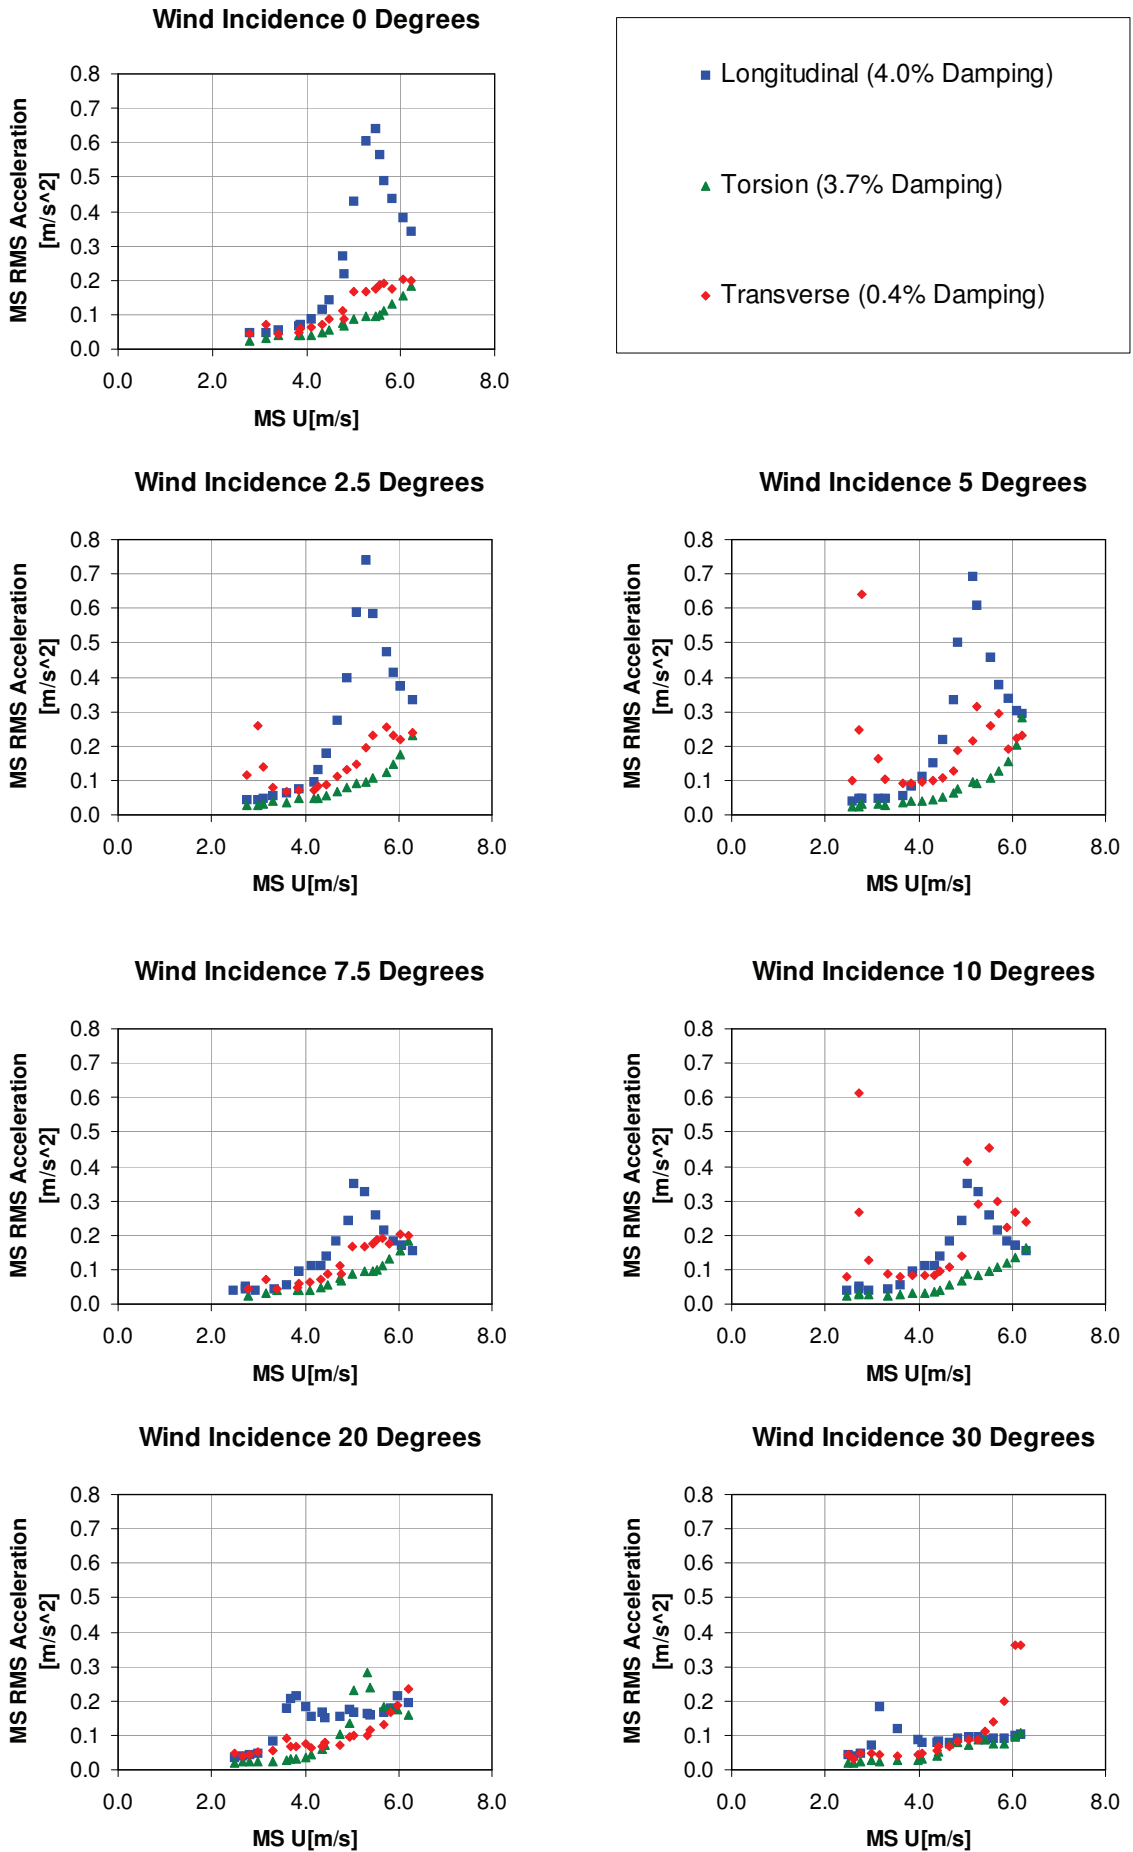 Wind Incidence 0 Degrees
MS RMS Acceleration
[m/s^2]
0.8
0.7
0.6
0.5
0.4
0.3
0.2
0.1
0.0
0.0 2.0 4.0 6.0 8.0
MS U[m/s]
Longitudinal (4.0% Damping)
Torsion (3.7% Damping)
Transverse (0.4% Damping)
Wind Incidence 2.5 Degrees
MS RMS Acceleration
[m/s^2]
0.8
0.7
0.6
0.5
0.4
0.3
0.2
0.1
0.0
0.0 2.0 4.0 6.0 8.0
MS U[m/s]
Wind Incidence 5 Degrees
MS RMS Acceleration
[m/s^2]
0.8
0.7
0.6
0.5
0.4
0.3
0.2
0.1
0.0
0.0 2.0 4.0 6.0 8.0
MS U[m/s]
Wind Incidence 7.5 Degrees
MS RMS Acceleration
[m/s^2]
0.8
0.7
0.6
0.5
0.4
0.3
0.2
0.1
0.0
0.0 2.0 4.0 6.0 8.0
MS U[m/s]
Wind Incidence 10 Degrees
MS RMS Acceleration
[m/s^2]
0.8
0.7
0.6
0.5
0.4
0.3
0.2
0.1
0.0
0.0 2.0 4.0 6.0 8.0
MS U[m/s]
Wind Incidence 20 Degrees
MS RMS Acceleration
[m/s^2]
0.8
0.7
0.6
0.5
0.4
0.3
0.2
0.1
0.0
0.0 2.0 4.0 6.0 8.0
MS U[m/s]
Wind Incidence 30 Degrees
MS RMS Acceleration
[m/s^2]
0.8
0.7
0.6
0.5
0.4
0.3
0.2
0.1
0.0
0.0 2.0 4.0 6.0 8.0
MS U[m/s]